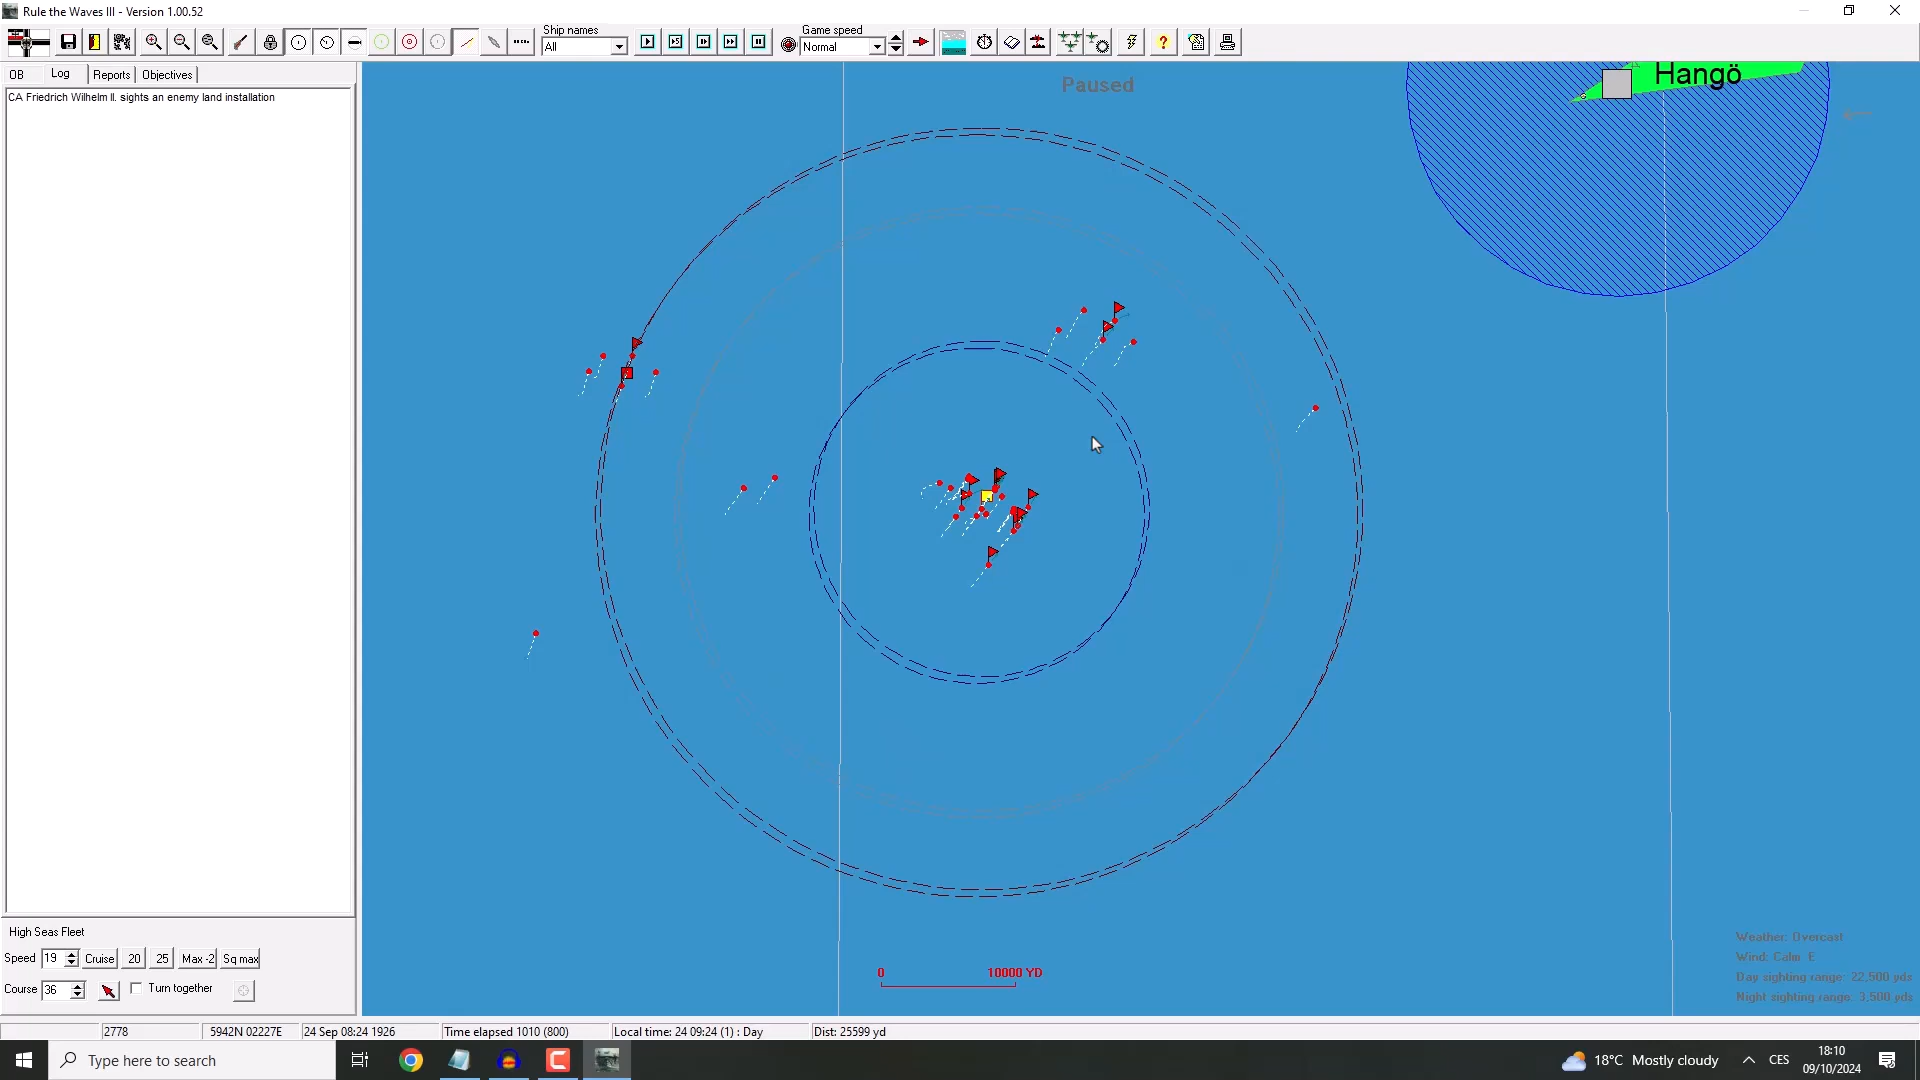 Rule the Waves III - Version 1.00.52
Ship names
All
Game speed
Normal
OB
Log
Reports
Objectives
CA Friedrich Wilhelm II. sights an enemy land installation
Paused
Hangö
0
10000 YD
Weather: Overcast
Wind: Calm E
Day sighting range: 22,500 yds
Night sighting range: 3,500 yds
High Seas Fleet
Speed 19 Cruise 20 25 Max -2 Sq max
Course 36 Turn together
2778
5942N 02227E
24 Sep 08:24 1926
Time elapsed 1010 (800)
Local time: 24 09:24 (1) : Day
Dist: 25599 yd
Type here to search
18°C Mostly cloudy
CES
18:10
09/10/2024